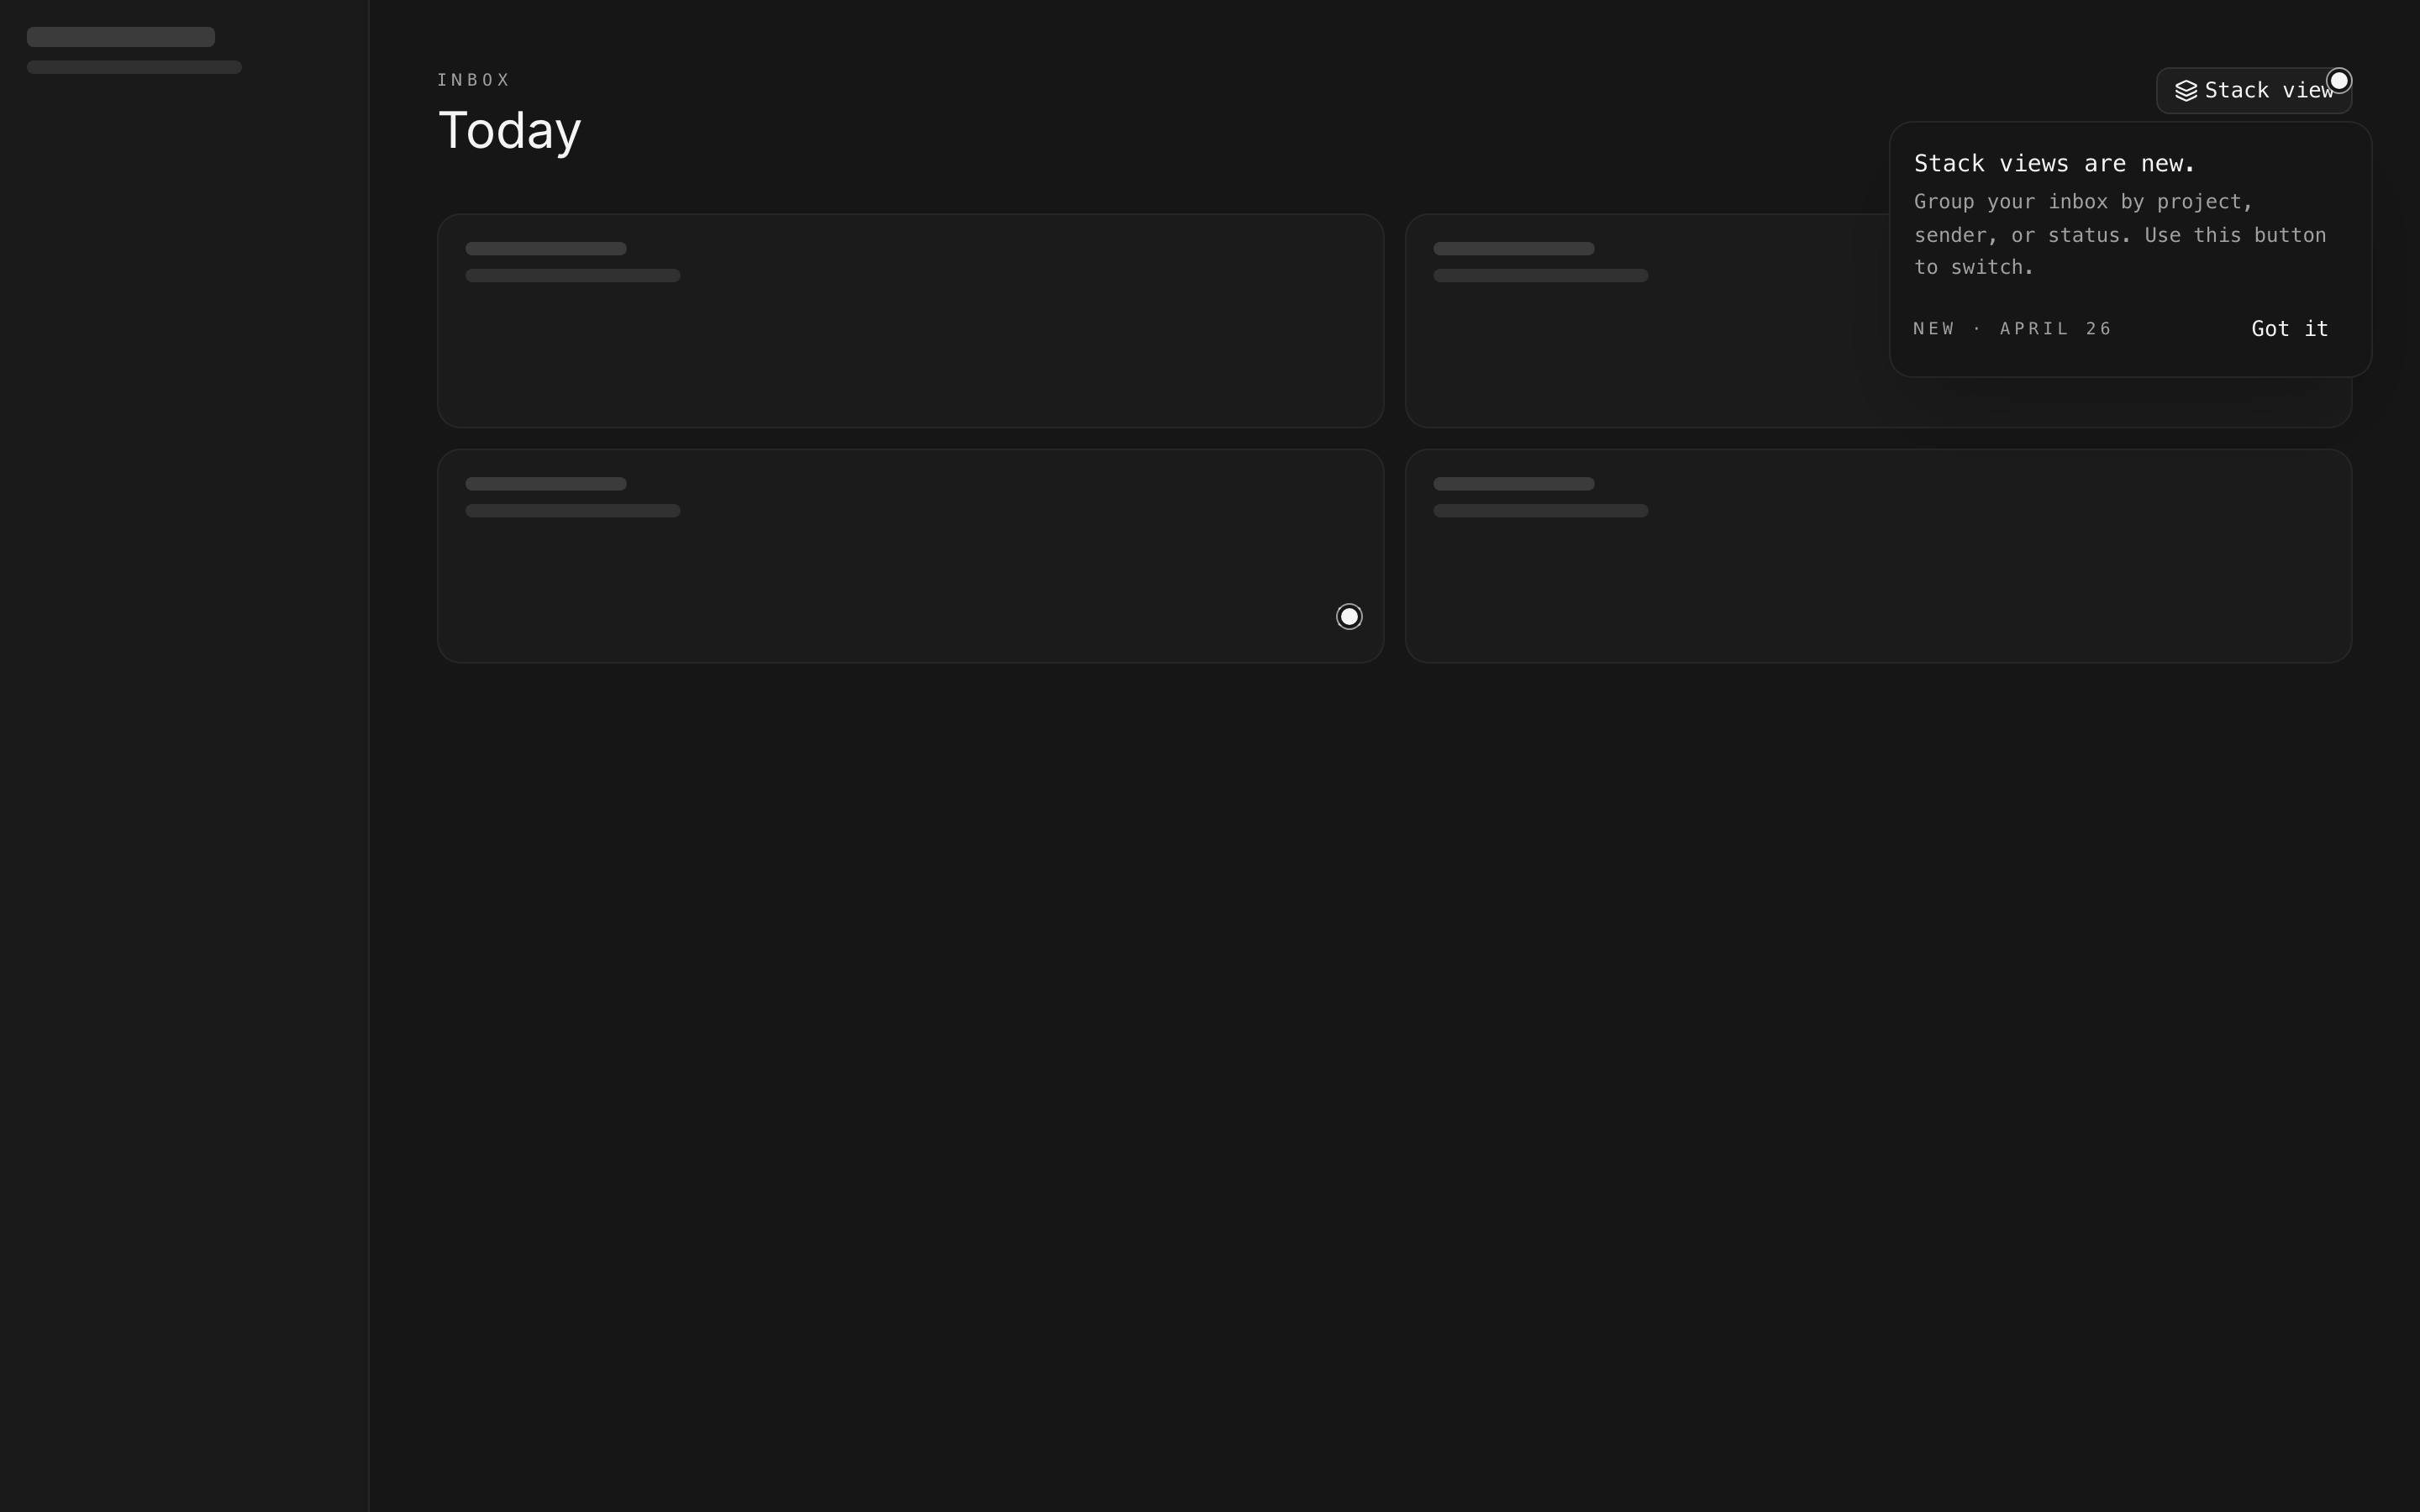 INBOX
Today
Stack view
Stack views are new.
Group your inbox by project,
sender, or status. Use this button
to switch.
NEW · APRIL 26
Got it